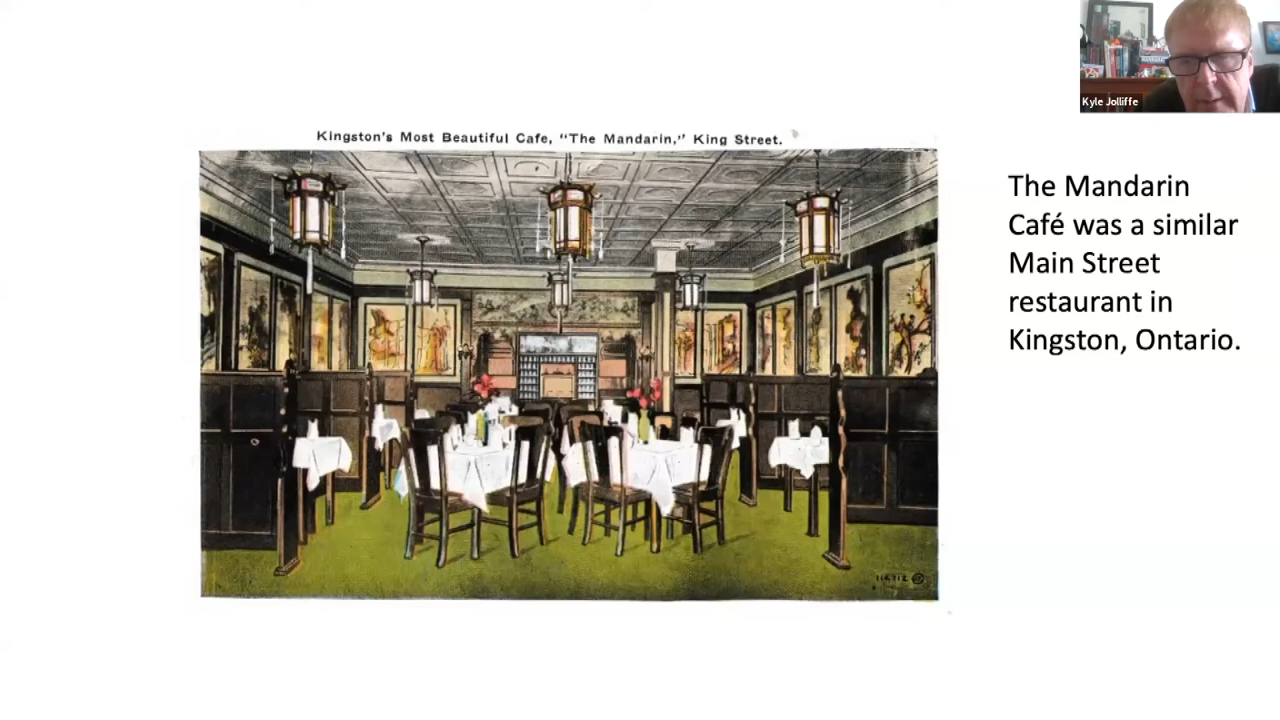 Kyle Jolliffe
Kingston's Most Beautiful Cafe, “The Mandarin,” King Street.
The Mandarin
Café was a similar
Main Street
restaurant in
Kingston, Ontario.